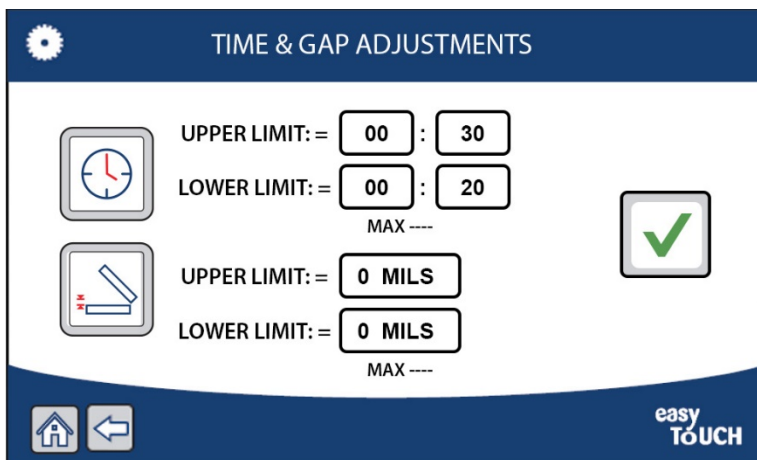 TIME & GAP ADJUSTMENTS
UPPER LIMIT: = 00 : 30
LOWER LIMIT: = 00 : 20
MAX ----
UPPER LIMIT: = 0 MILS
LOWER LIMIT: = 0 MILS
MAX ----
easy
TOUCH